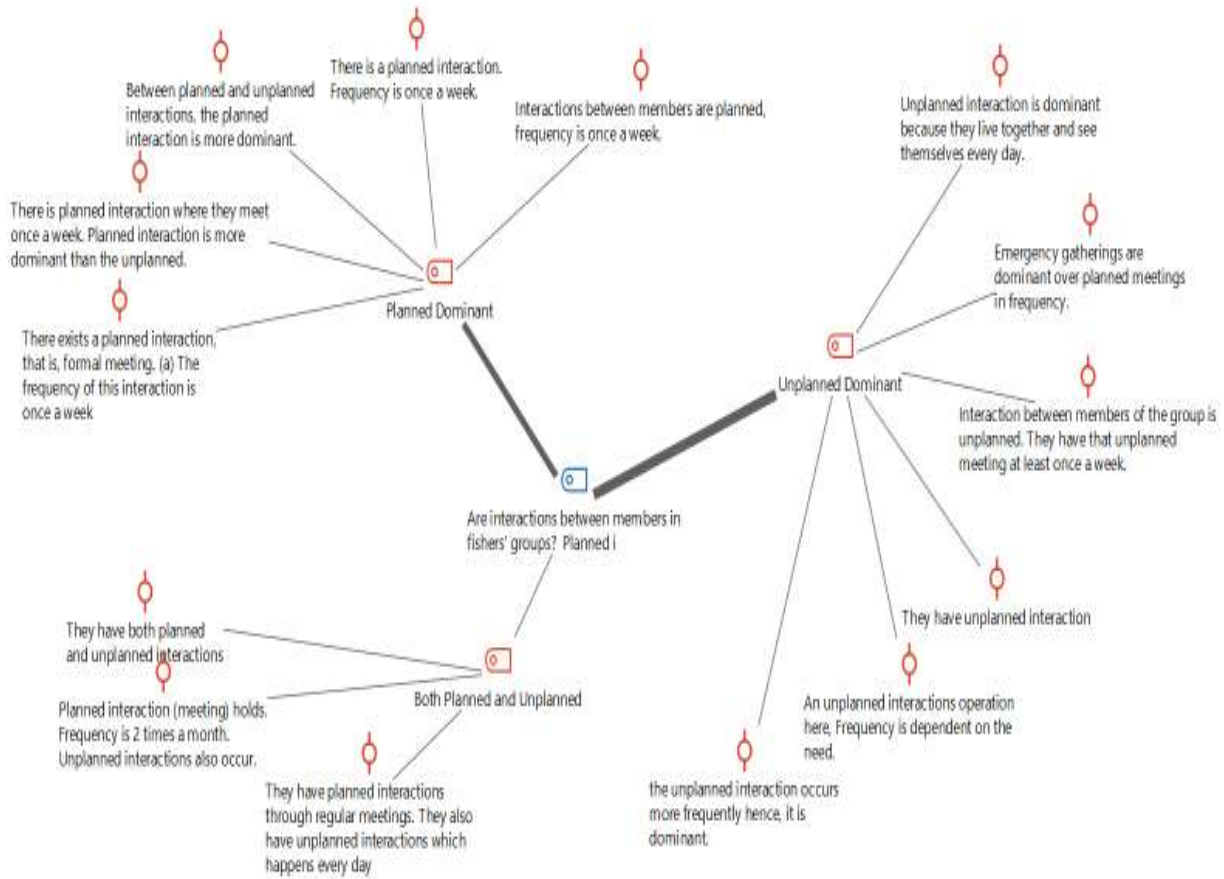 There is a planned interaction.
Frequency is once a week.
Between planned and unplanned
interactions, the planned
interaction is more dominant.
Interactions between members are planned,
frequency is once a week.
Unplanned interaction is dominant
because they live together and see
themselves every day.
There is planned interaction where they meet
once a week. Planned interaction is more
dominant than the unplanned.
Emergency gatherings are
dominant over planned meetings
in frequency.
Planned Dominant
There exists a planned interaction,
that is, formal meeting. (a) The
frequency of this interaction is
once a week
Unplanned Dominant
Interaction between members of the group is
unplanned. They have that unplanned
meeting at least once a week.
Are interactions between members in
fishers' groups? Planned i
They have unplanned interaction
They have both planned
and unplanned interactions
Both Planned and Unplanned
Planned interaction (meeting) holds.
Frequency is 2 times a month.
Unplanned interactions also occur.
An unplanned interactions operation
here, Frequency is dependent on the
need.
They have planned interactions
through regular meetings. They also
have unplanned interactions which
happens every day
the unplanned interaction occurs
more frequently hence, it is
dominant.